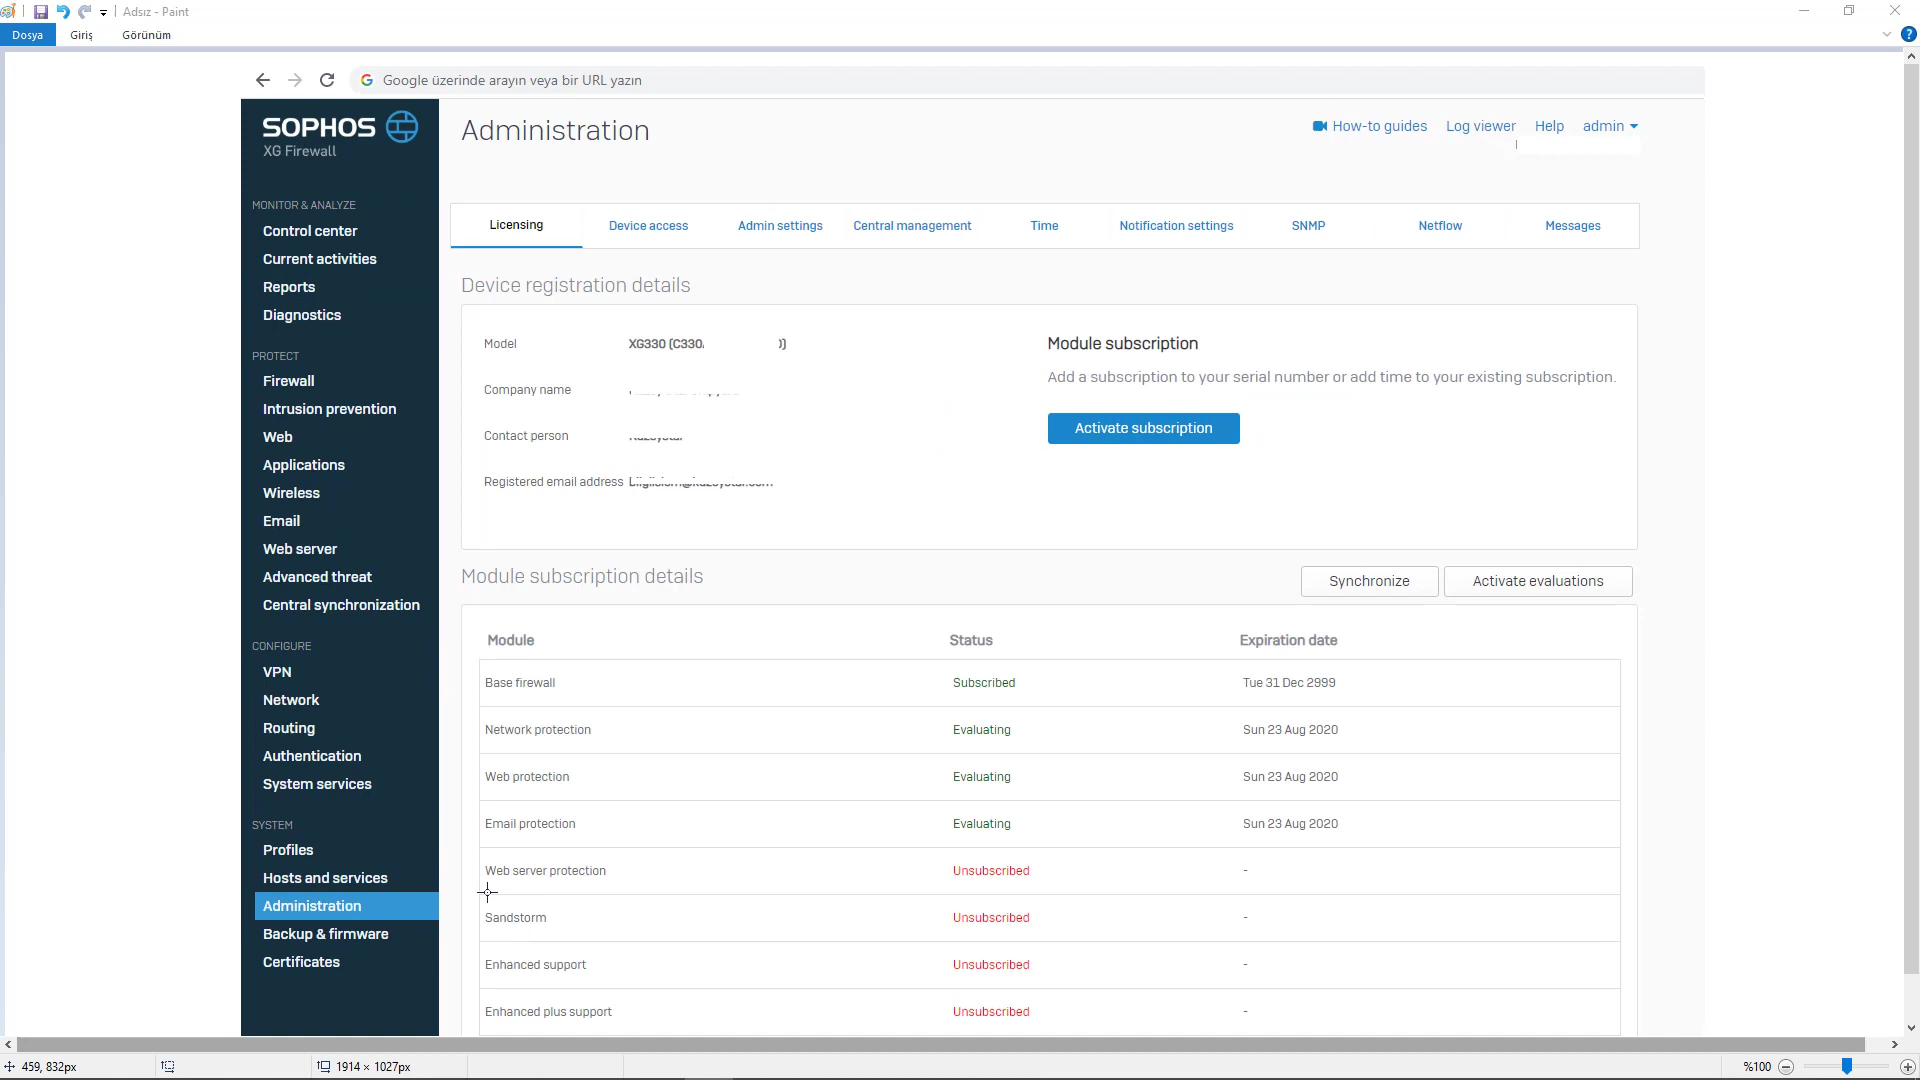 Adsız - Paint
Dosya Giriş Görünüm
Google üzerinde arayın veya bir URL yazın
SOPHOS
XG Firewall
Administration
How-to guides Log viewer Help admin
MONITOR & ANALYZE
Control center
Current activities
Reports
Diagnostics
PROTECT
Firewall
Intrusion prevention
Web
Applications
Wireless
Email
Web server
Advanced threat
Central synchronization
CONFIGURE
VPN
Network
Routing
Authentication
System services
SYSTEM
Profiles
Hosts and services
Administration
Backup & firmware
Certificates
Licensing Device access Admin settings Central management Time Notification settings SNMP Netflow Messages
Device registration details
Model XG330 (C330
Company name
Contact person
Registered email address
Module subscription
Add a subscription to your serial number or add time to your existing subscription.
Activate subscription
Module subscription details
Synchronize Activate evaluations
Module Status Expiration date
Base firewall Subscribed Tue 31 Dec 2999
Network protection Evaluating Sun 23 Aug 2020
Web protection Evaluating Sun 23 Aug 2020
Email protection Evaluating Sun 23 Aug 2020
Web server protection Unsubscribed -
Sandstorm Unsubscribed -
Enhanced support Unsubscribed -
Enhanced plus support Unsubscribed -
459, 832px 1914 × 1027px %100